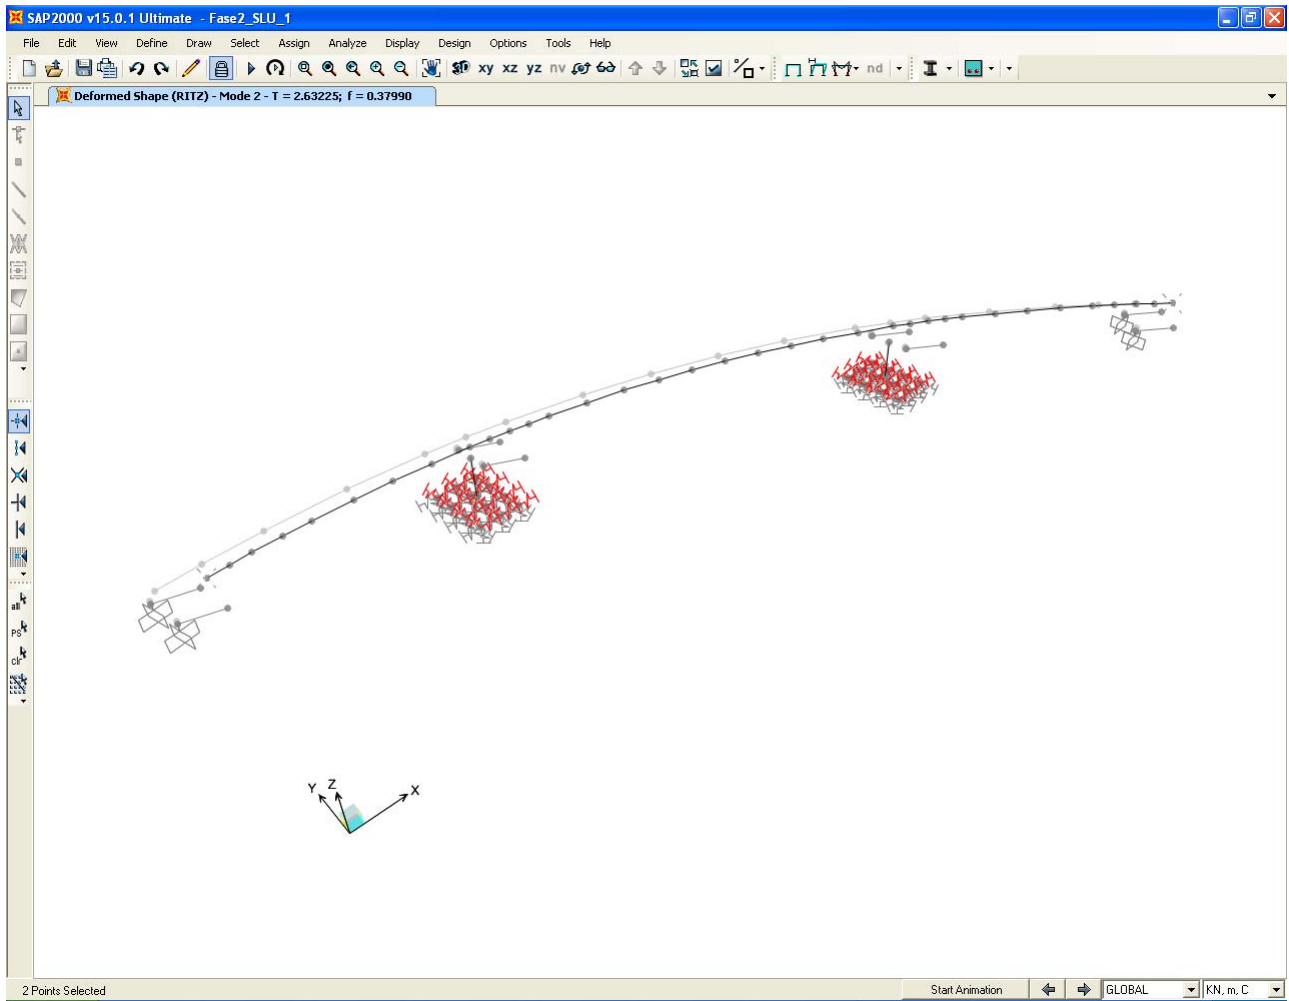 SAP2000 v15.0.1 Ultimate - Fase2_SLU_1
File Edit View Define Draw Select Assign Analyze Display Design Options Tools Help
3D xy xz yz nv nd
Deformed Shape (RITZ) - Mode 2 - T = 2.63225; f = 0.37990
all
PS
clr
Y Z X
2 Points Selected Start Animation GLOBAL KN, m, C